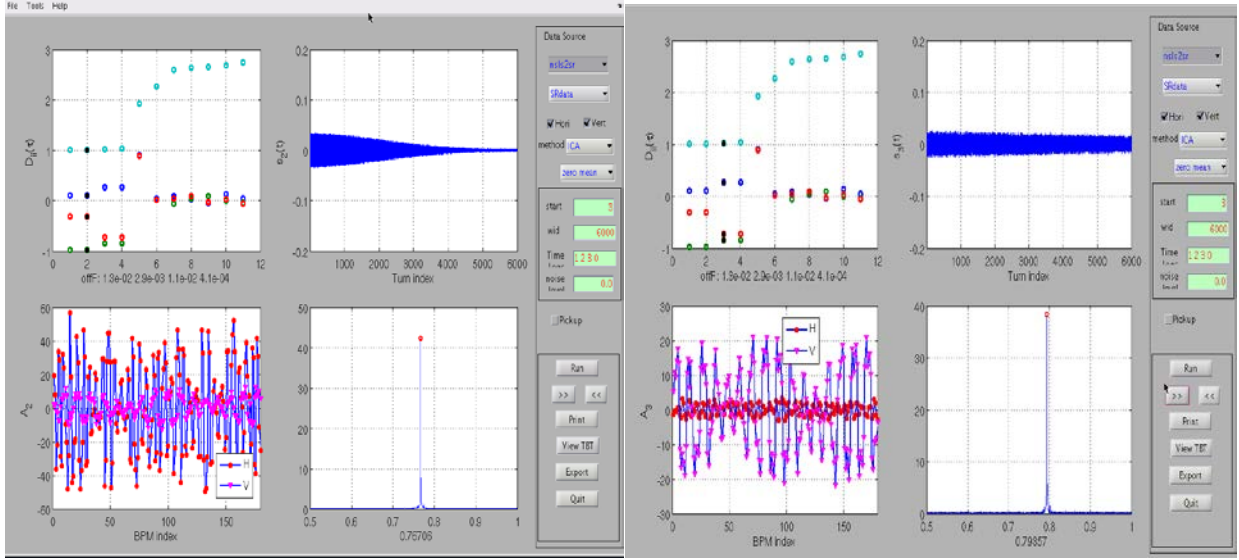 File Tools Help
Data Source
nsls2sr
SRdata
Hori Vert
method ICA
zero mean
start 3
wid 6000
Time 1 2 3 0
noise 0.0
Pickup
Run
>> <<
Print
View TBT
Export
Quit
D_ii(τ)
3
2
1
0
-1
0 2 4 6 8 10 12
offF: 1.3e-02 2.9e-03 1.1e-02 4.1e-04
s_2(t)
0.2
0.1
0
-0.1
-0.2
1000 2000 3000 4000 5000 6000
Turn index
A_2
60
40
20
0
-20
-40
-60
0 50 100 150
BPM index
H
V
50
40
30
20
10
0
0.5 0.6 0.7 0.8 0.9 1
Data Source
nsls2sr
SRdata
Hori Vert
method ICA
zero mean
start 3
wid 6000
Time 1 2 3 0
noise 0.0
Pickup
Run
>> <<
Print
View TBT
Export
Quit
D_ii(τ)
3
2
1
0
-1
0 2 4 6 8 10 12
offF: 1.3e-02 2.9e-03 1.1e-02 4.1e-04
s_3(t)
0.2
0.1
0
-0.1
-0.2
1000 2000 3000 4000 5000 6000
Turn index
A_3
30
20
10
0
-10
-20
-30
0 50 100 150
BPM index
H
V
40
30
20
10
0
0.5 0.6 0.7 0.8 0.9 1
0.79857